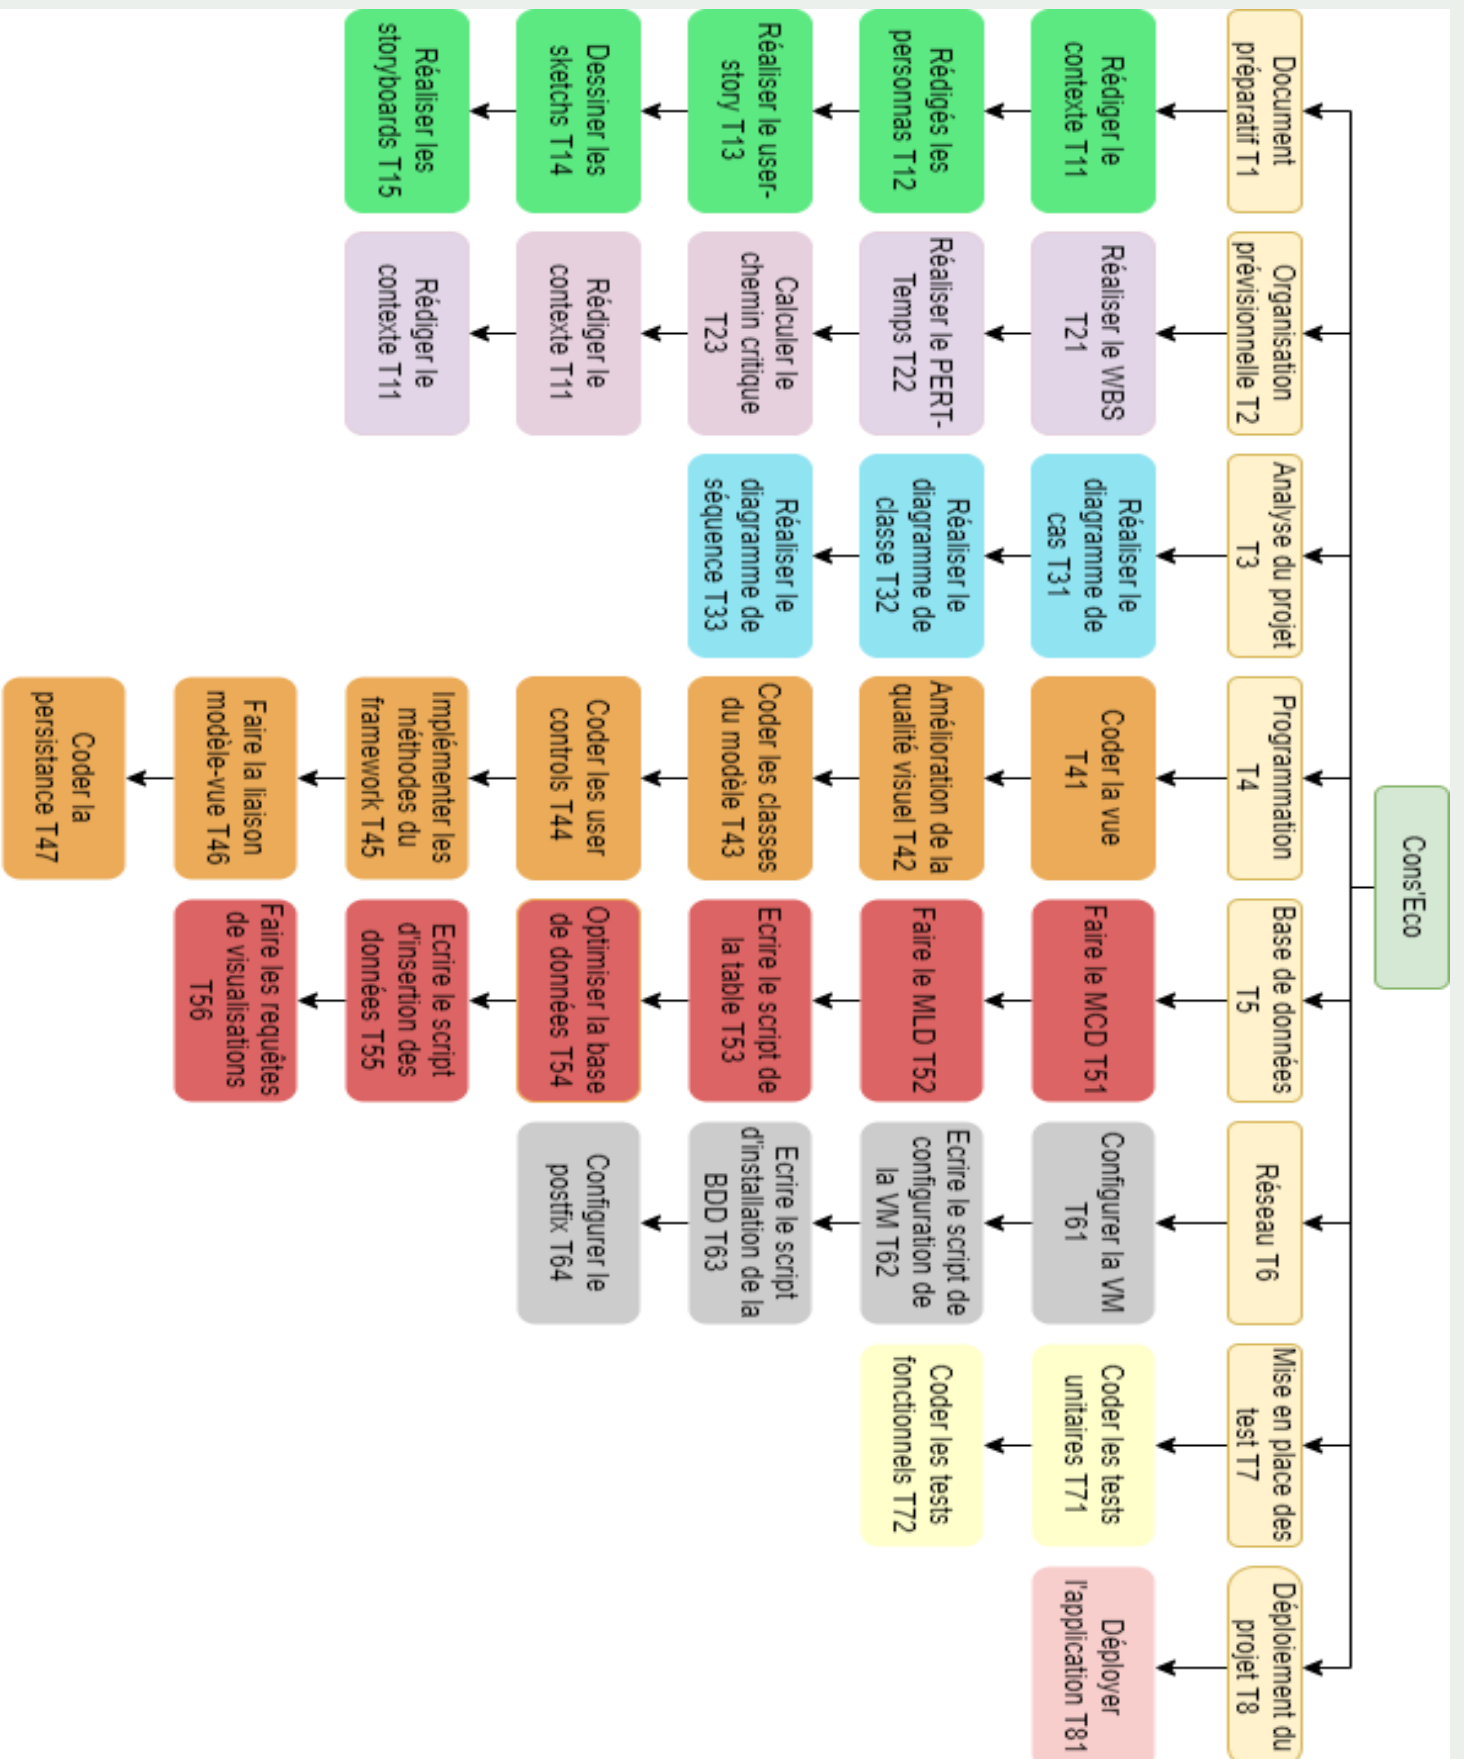 Cons'Eco
Document
préparatif T1
Rédiger le
contexte T11
Rédigés les
personnas T12
Réaliser le user-
story T13
Dessiner les
sketchs T14
Réaliser les
storyboards T15
Organisation
prévisionnelle T2
Réaliser le WBS
T21
Réaliser le PERT-
Temps T22
Calculer le
chemin critique
T23
Rédiger le
contexte T11
Rédiger le
contexte T11
Analyse du projet
T3
Réaliser le
diagramme de
cas T31
Réaliser le
diagramme de
classe T32
Réaliser le
diagramme de
séquence T33
Programmation
T4
Coder la vue
T41
Amélioration de la
qualité visuel T42
Coder les classes
du modèle T43
Coder les user
controls T44
Implémenter les
méthodes du
framework T45
Faire la liaison
modèle-vue T46
Coder la
persistance T47
Base de données
T5
Faire le MCD T51
Faire le MLD T52
Ecrire le script de
la table T53
Optimiser la base
de données T54
Ecrire le script
d'insertion des
données T55
Faire les requêtes
de visualisations
T56
Réseau T6
Configurer la VM
T61
Ecrire le script de
configuration de
la VM T62
Ecrire le script
d'installation de la
BDD T63
Configurer le
postfix T64
Mise en place des
test T7
Coder les tests
unitaires T71
Coder les tests
fonctionnels T72
Déploiement du
projet T8
Déployer
l'application T81